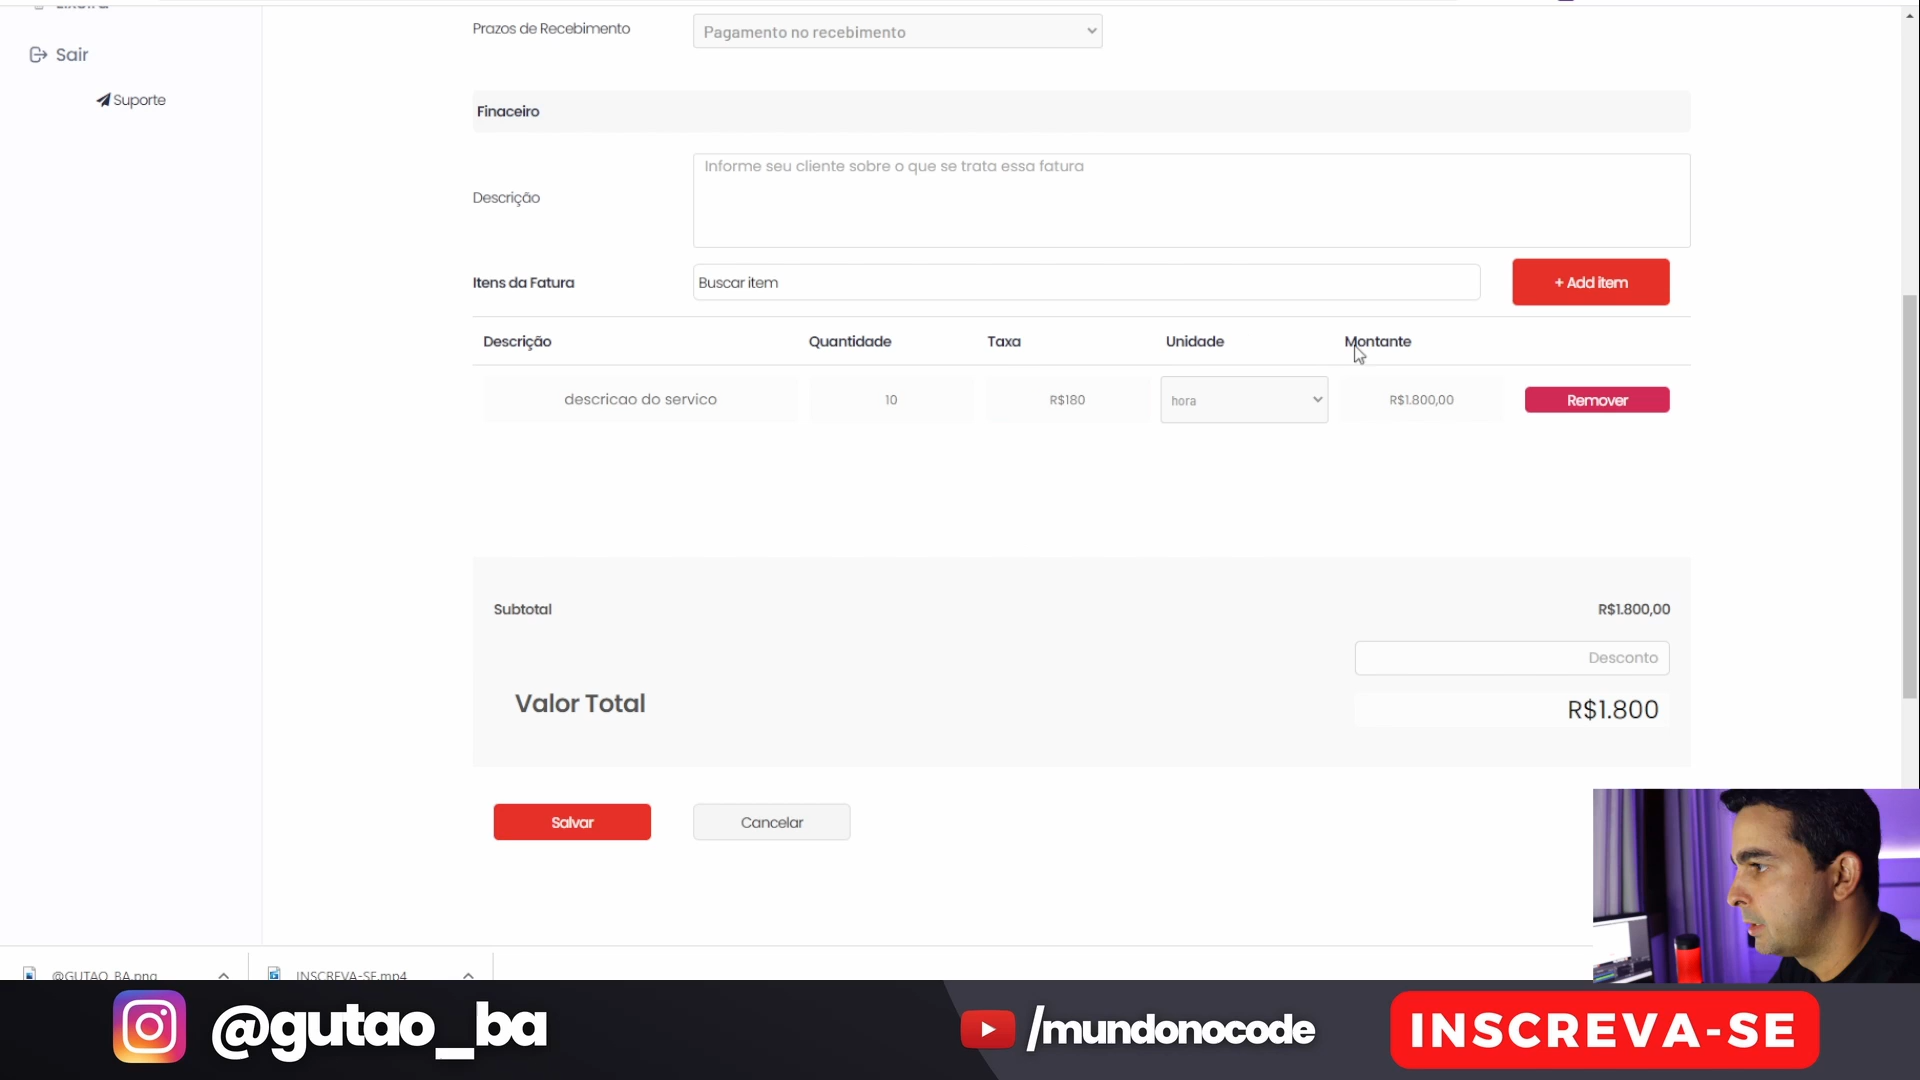 Prazos de Recebimento
Pagamento no recebimento
Sair
Suporte
Finaceiro
Informe seu cliente sobre o que se trata essa fatura
Descrição
Itens da Fatura
Buscar item
+ Add item
Descrição Quantidade Taxa Unidade Montante
descricao do servico 10 R$180 hora R$1.800,00 Remover
Subtotal R$1.800,00
Desconto
Valor Total R$1.800
Salvar Cancelar
@GUTAO_BA.png INSCREVA-SE.mp4
@gutao_ba /mundonocode INSCREVA-SE